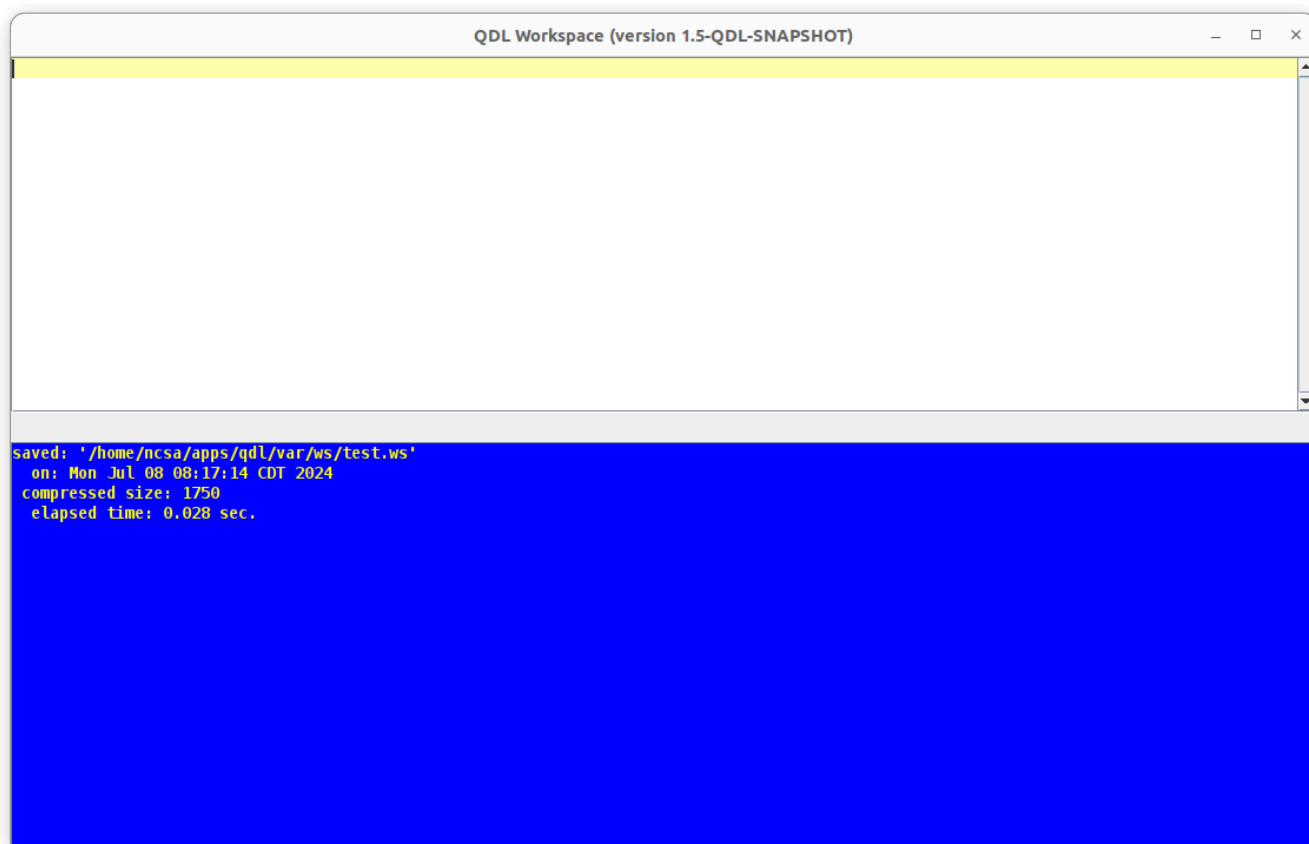 QDL Workspace (version 1.5-QDL-SNAPSHOT)
saved: '/home/ncsa/apps/qdl/var/ws/test.ws'
on: Mon Jul 08 08:17:14 CDT 2024
compressed size: 1750
elapsed time: 0.028 sec.